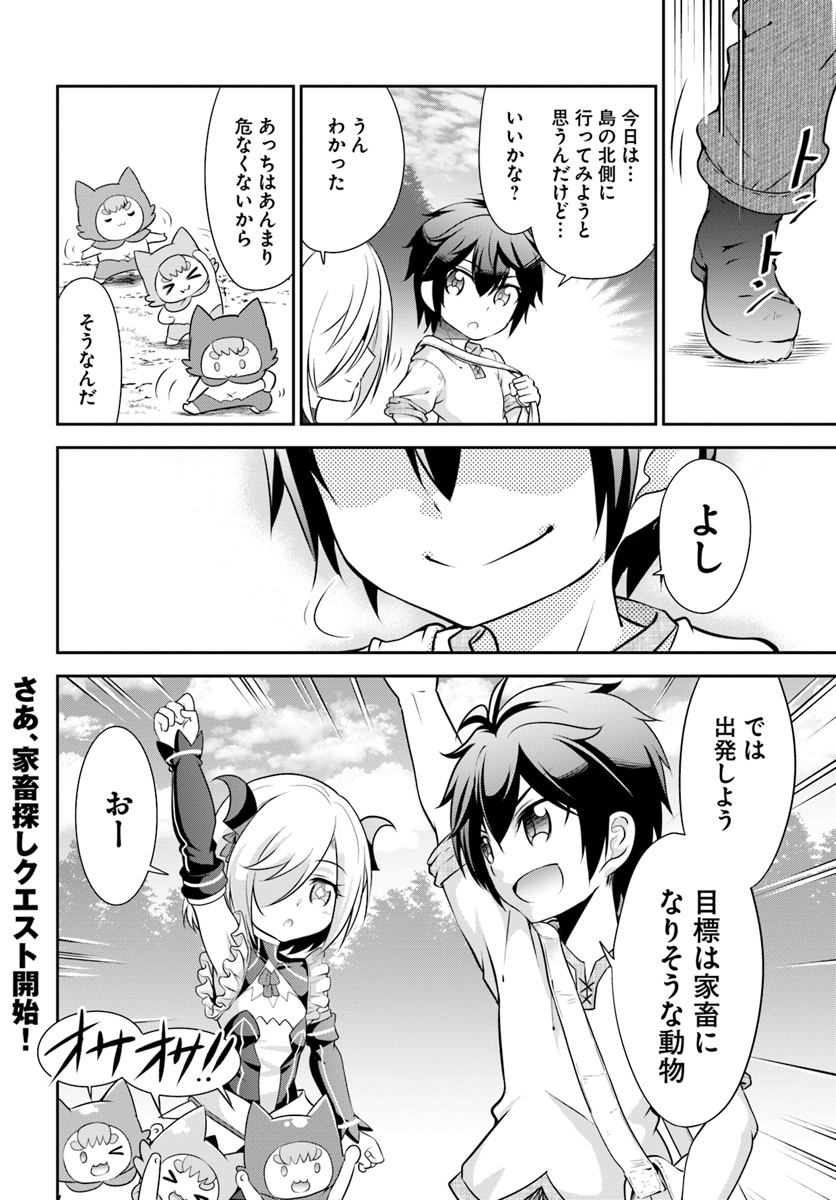 トン
トン
今日は…
島の北側に
行ってみようと
思うんだけど…
いいかな？
うん
わかった
あっちはあんまり
危なくないから
そうなんだ
よし
では
出発しよう
目標は家畜に
なりそうな動物
おー
オサオサ!!
さあ、家畜探しクエスト開始！